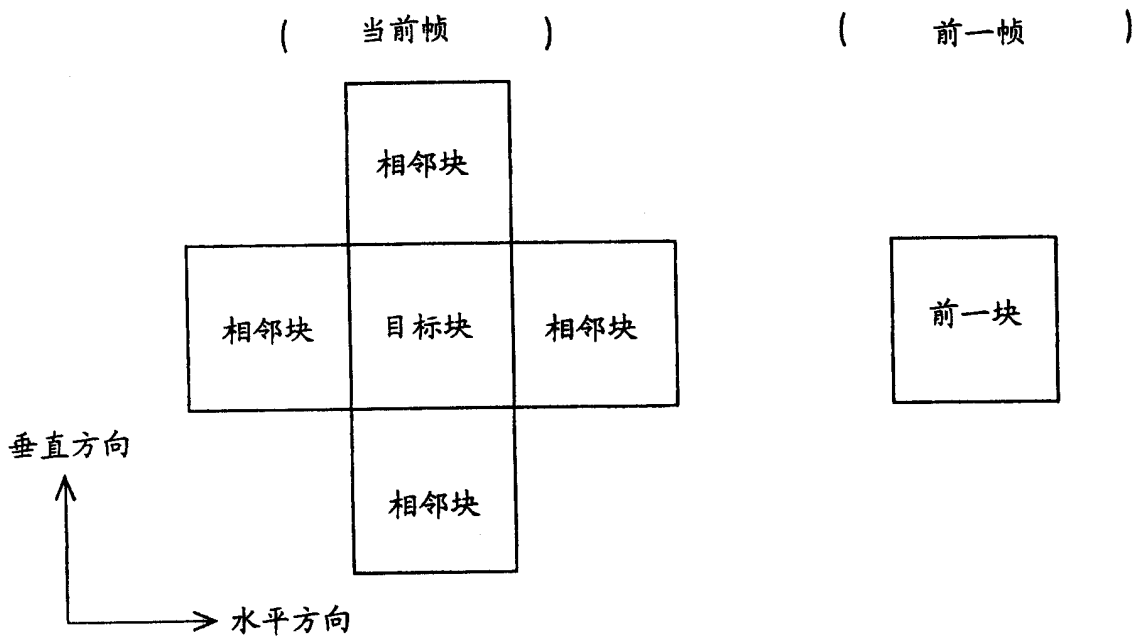 ( 当前帧 )
( 前一帧 )
相邻块
相邻块 目标块 相邻块
前一块
相邻块
垂直方向
水平方向